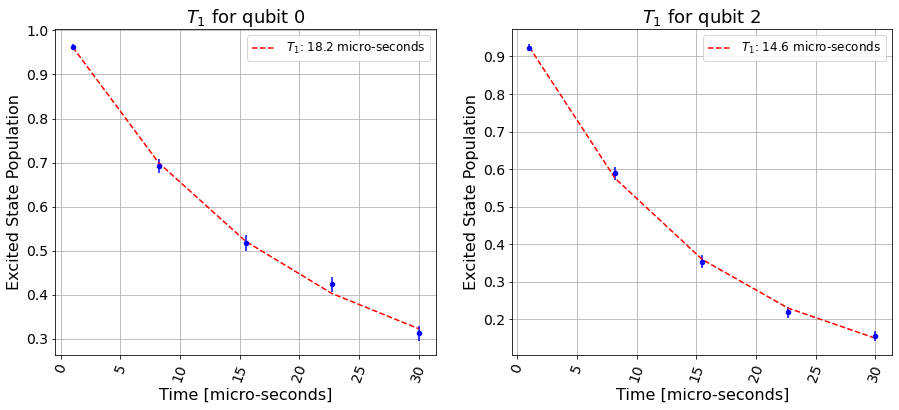 T₁ for qubit 0
Excited State Population
1.0
0.9
0.8
0.7
0.6
0.5
0.4
0.3
T₁: 18.2 micro-seconds
0 5 10 15 20 25 30
Time [micro-seconds]
T₁ for qubit 2
Excited State Population
0.9
0.8
0.7
0.6
0.5
0.4
0.3
0.2
T₁: 14.6 micro-seconds
0 5 10 15 20 25 30
Time [micro-seconds]